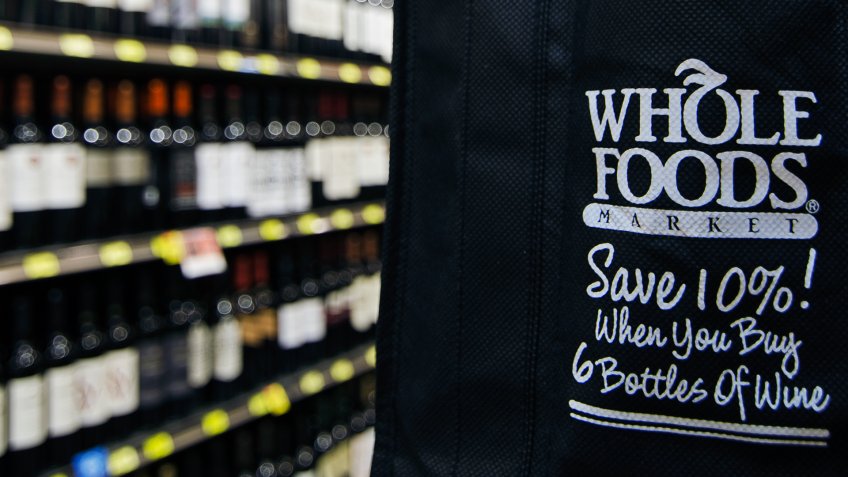 WHOLE
FOODS®
MARKET
Save 10%!
When You Buy
6 Bottles Of Wine